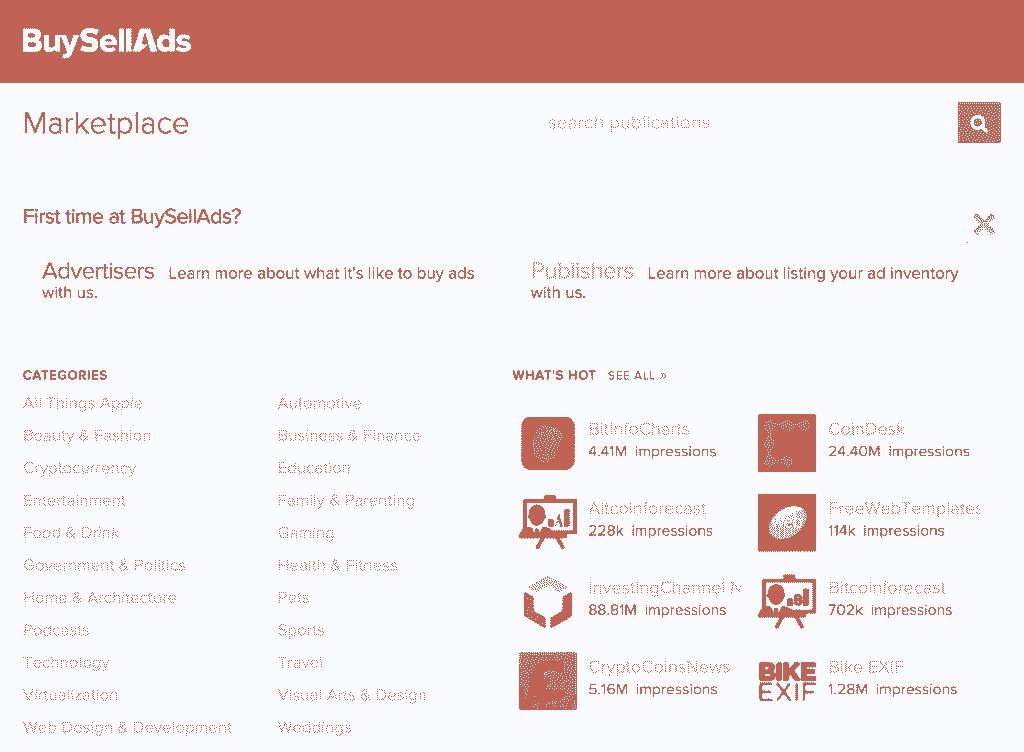 BuySellAds
Marketplace
search publications
First time at BuySellAds?
Advertisers Learn more about what it's like to buy ads
with us.
Publishers Learn more about listing your ad inventory
with us.
CATEGORIES
All Things Apple
Automotive
Beauty & Fashion
Business & Finance
Cryptocurrency
Education
Entertainment
Family & Parenting
Food & Drink
Gaming
Government & Politics
Health & Fitness
Home & Architecture
Pets
Podcasts
Sports
Technology
Travel
Virtualization
Visual Arts & Design
Web Design & Development
Weddings
WHAT'S HOT SEE ALL »
BitInfoCharts
4.41M impressions
CoinDesk
24.40M impressions
Altcoinforecast
228k impressions
FreeWebTemplates
114k impressions
InvestingChannel N
88.81M impressions
Bitcoinforecast
702k impressions
CryptoCoinsNews
5.16M impressions
BIKE
EXIF
Bike EXIF
1.28M impressions